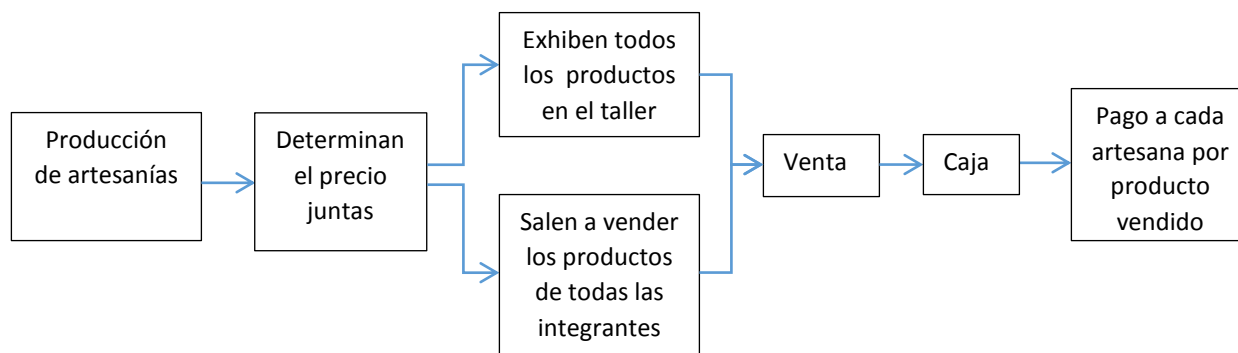 Producción
de artesanías
Determinan
el precio
juntas
Exhiben todos
los productos
en el taller
Salen a vender
los productos
de todas las
integrantes
Venta
Caja
Pago a cada
artesana por
producto
vendido